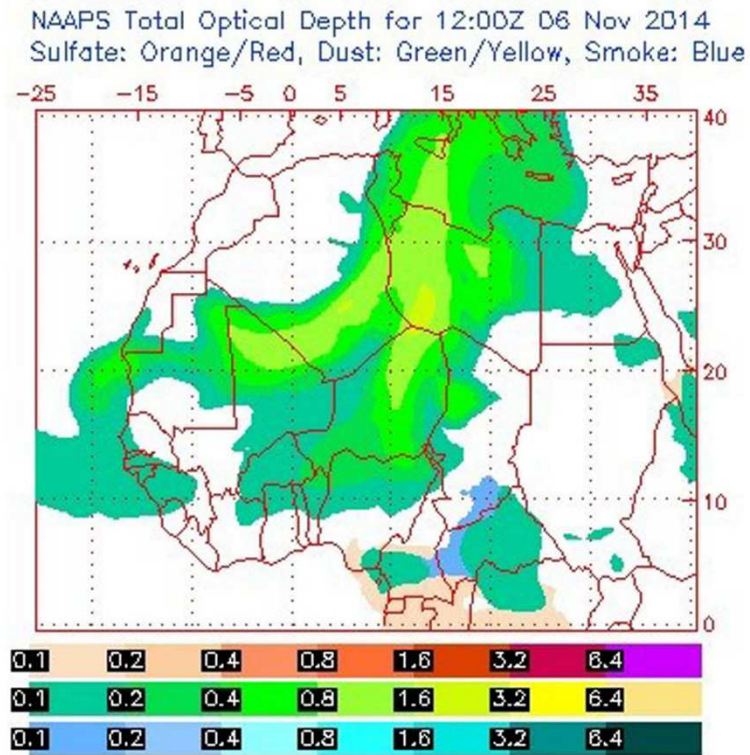 NAAPS Total Optical Depth for 12:00Z 06 Nov 2014
Sulfate: Orange/Red, Dust: Green/Yellow, Smoke: Blue
-25 -15 -5 0 5 15 25 35
40
30
20
10
0
0.1 0.2 0.4 0.8 1.6 3.2 6.4
0.1 0.2 0.4 0.8 1.6 3.2 6.4
0.1 0.2 0.4 0.8 1.6 3.2 6.4